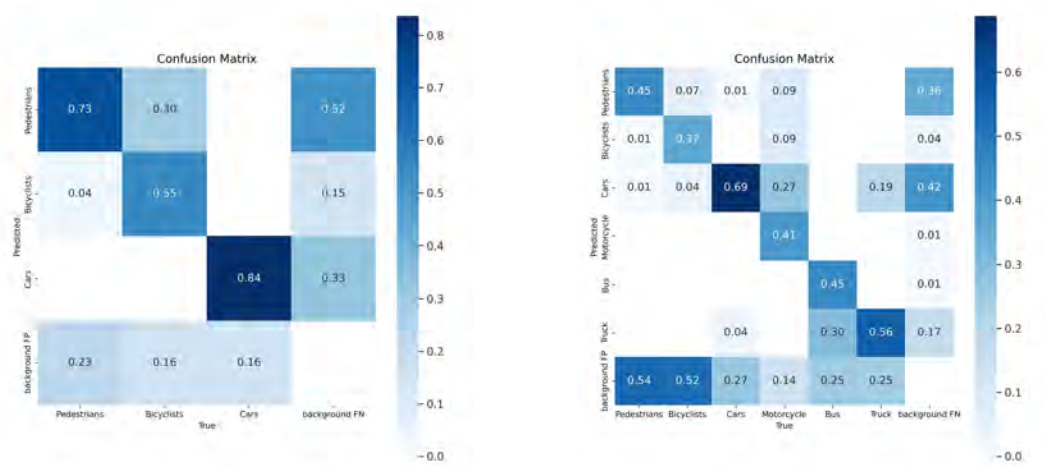 Confusion Matrix
Pedestrians 0.73 0.30 0.52
Bicyclists 0.04 0.55 0.15
Cars 0.84 0.33
background FP 0.23 0.16 0.16
Predicted
Pedestrians Bicyclists Cars background FN
True
0.8
0.7
0.6
0.5
0.4
0.3
0.2
0.1
0.0
Confusion Matrix
Pedestrians 0.45 0.07 0.01 0.09 0.36
Bicyclists 0.01 0.37 0.09 0.04
Cars 0.01 0.04 0.69 0.27 0.19 0.42
Motorcycle 0.41 0.01
Bus 0.45 0.01
Truck 0.04 0.30 0.56 0.17
background FP 0.54 0.52 0.27 0.14 0.25 0.25
Predicted
Pedestrians Bicyclists Cars Motorcycle Bus Truck background FN
True
0.6
0.5
0.4
0.3
0.2
0.1
0.0